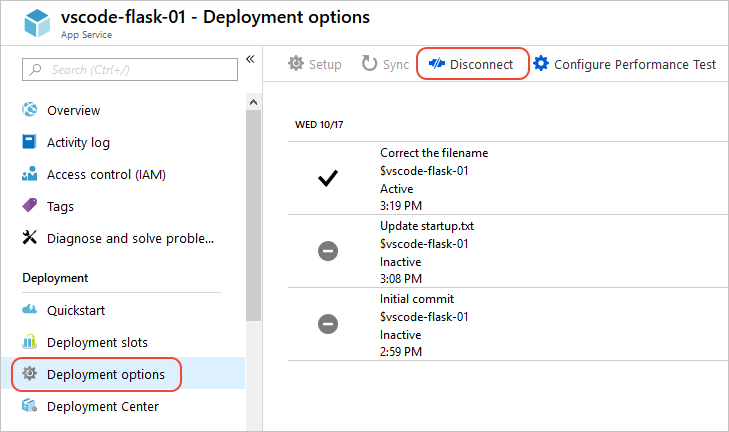 vscode-flask-01 - Deployment options
App Service
Search (Ctrl+/)
Overview
Activity log
Access control (IAM)
Tags
Diagnose and solve proble...
Deployment
Quickstart
Deployment slots
Deployment options
Deployment Center
Setup
Sync
Disconnect
Configure Performance Test
WED 10/17
Correct the filename
$vscode-flask-01
Active
3:19 PM
Update startup.txt
$vscode-flask-01
Inactive
3:08 PM
Initial commit
$vscode-flask-01
Inactive
2:59 PM